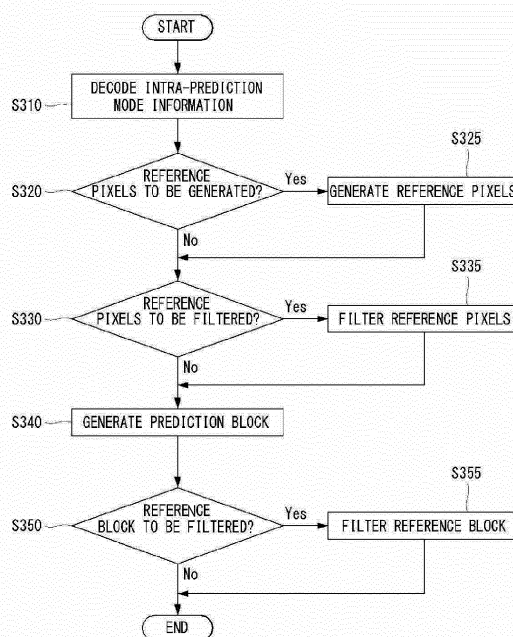 START
S310
DECODE INTRA-PREDICTION
MODE INFORMATION
S320
REFERENCE
PIXELS TO BE GENERATED?
Yes
No
S325
GENERATE REFERENCE PIXELS
S330
REFERENCE
PIXELS TO BE FILTERED?
Yes
No
S335
FILTER REFERENCE PIXELS
S340
GENERATE PREDICTION BLOCK
S350
REFERENCE
BLOCK TO BE FILTERED?
Yes
No
S355
FILTER REFERENCE BLOCK
END